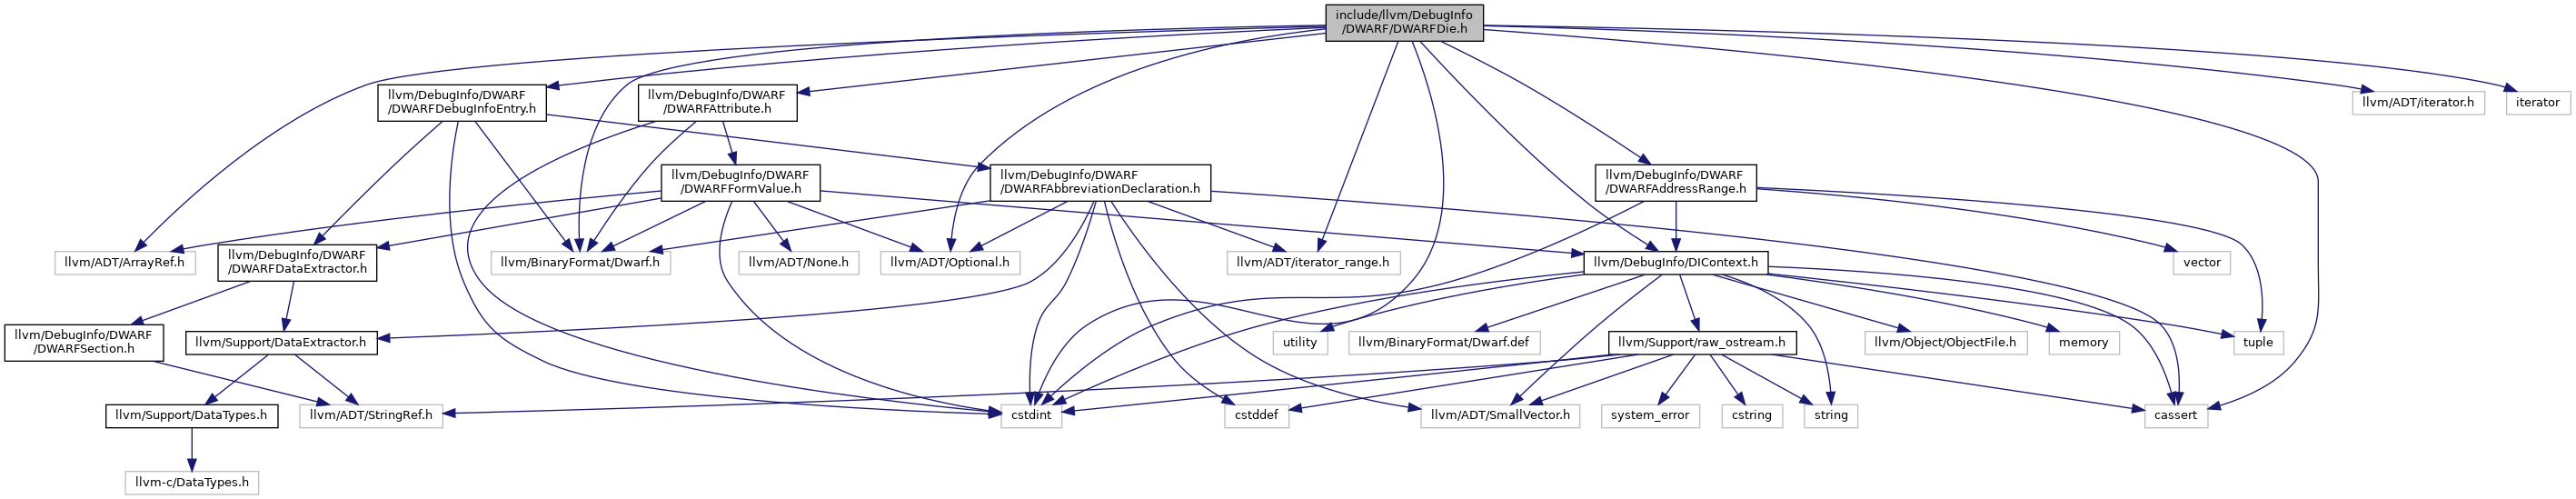 include/llvm/DebugInfo
/DWARF/DWARFDie.h
llvm/DebugInfo/DWARF
/DWARFDebugInfoEntry.h
llvm/DebugInfo/DWARF
/DWARFAttribute.h
llvm/ADT/iterator.h
iterator
llvm/DebugInfo/DWARF
/DWARFFormValue.h
llvm/DebugInfo/DWARF
/DWARFAbbreviationDeclaration.h
llvm/DebugInfo/DWARF
/DWARFAddressRange.h
llvm/ADT/ArrayRef.h
llvm/DebugInfo/DWARF
/DWARFDataExtractor.h
llvm/BinaryFormat/Dwarf.h
llvm/ADT/None.h
llvm/ADT/Optional.h
llvm/ADT/iterator_range.h
llvm/DebugInfo/DIContext.h
vector
llvm/DebugInfo/DWARF
/DWARFSection.h
llvm/Support/DataExtractor.h
utility
llvm/BinaryFormat/Dwarf.def
llvm/Support/raw_ostream.h
llvm/Object/ObjectFile.h
memory
tuple
llvm/Support/DataTypes.h
llvm/ADT/StringRef.h
cstdint
cstddef
llvm/ADT/SmallVector.h
system_error
cstring
string
cassert
llvm-c/DataTypes.h